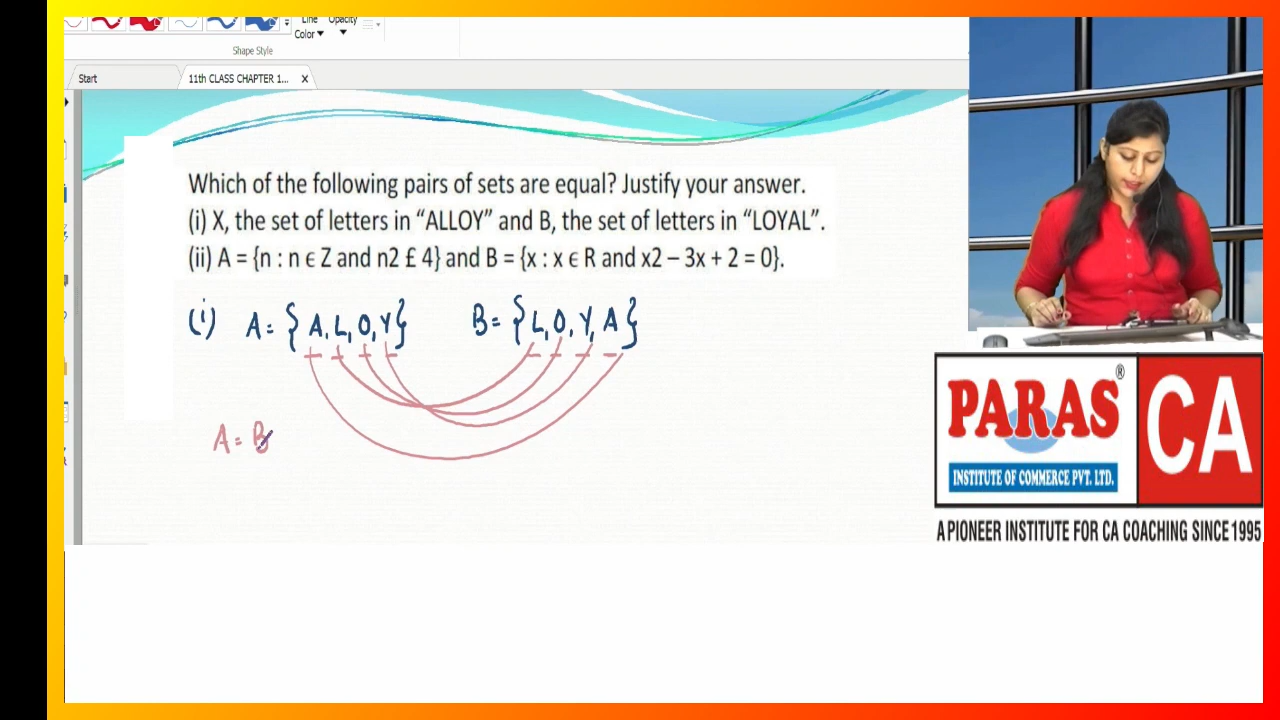 Line
Color
Opacity
Shape Style
Start
11th CLASS CHAPTER 1...
Which of the following pairs of sets are equal? Justify your answer.
(i) X, the set of letters in “ALLOY” and B, the set of letters in “LOYAL”.
(ii) A = {n : n ϵ Z and n2 £ 4} and B = {x : x ϵ R and x2 – 3x + 2 = 0}.
(i) A = { A, L, O, Y} B = { L, O, Y, A }
A = B
PARAS ®
INSTITUTE OF COMMERCE PVT. LTD.
CA
A PIONEER INSTITUTE FOR CA COACHING SINCE 1995